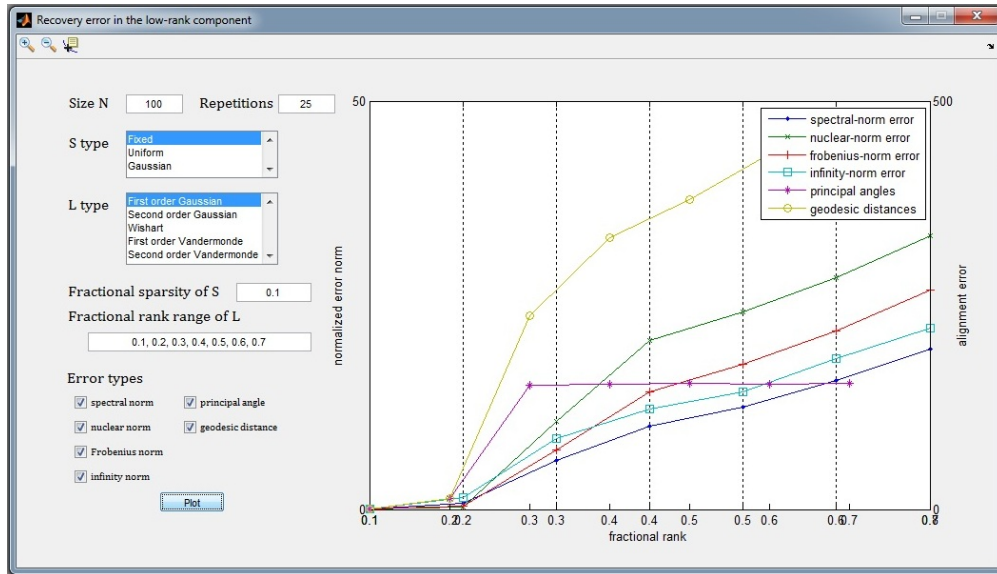 Recovery error in the low-rank component
Size N 100 Repetitions 25
S type
Fixed
Uniform
Gaussian
L type
First order Gaussian
Second order Gaussian
Wishart
First order Vandermonde
Second order Vandermonde
Fractional sparsity of S 0.1
Fractional rank range of L
0.1, 0.2, 0.3, 0.4, 0.5, 0.6, 0.7
Error types
spectral norm principal angle
nuclear norm geodesic distance
Frobenius norm
infinity norm
Plot
50
500
normalized error norm
alignment error
spectral-norm error
nuclear-norm error
frobenius-norm error
infinity-norm error
principal angles
geodesic distances
0 0
0.1 0.2 0.2 0.3 0.3 0.4 0.4 0.5 0.5 0.6 0.6 0.7
fractional rank